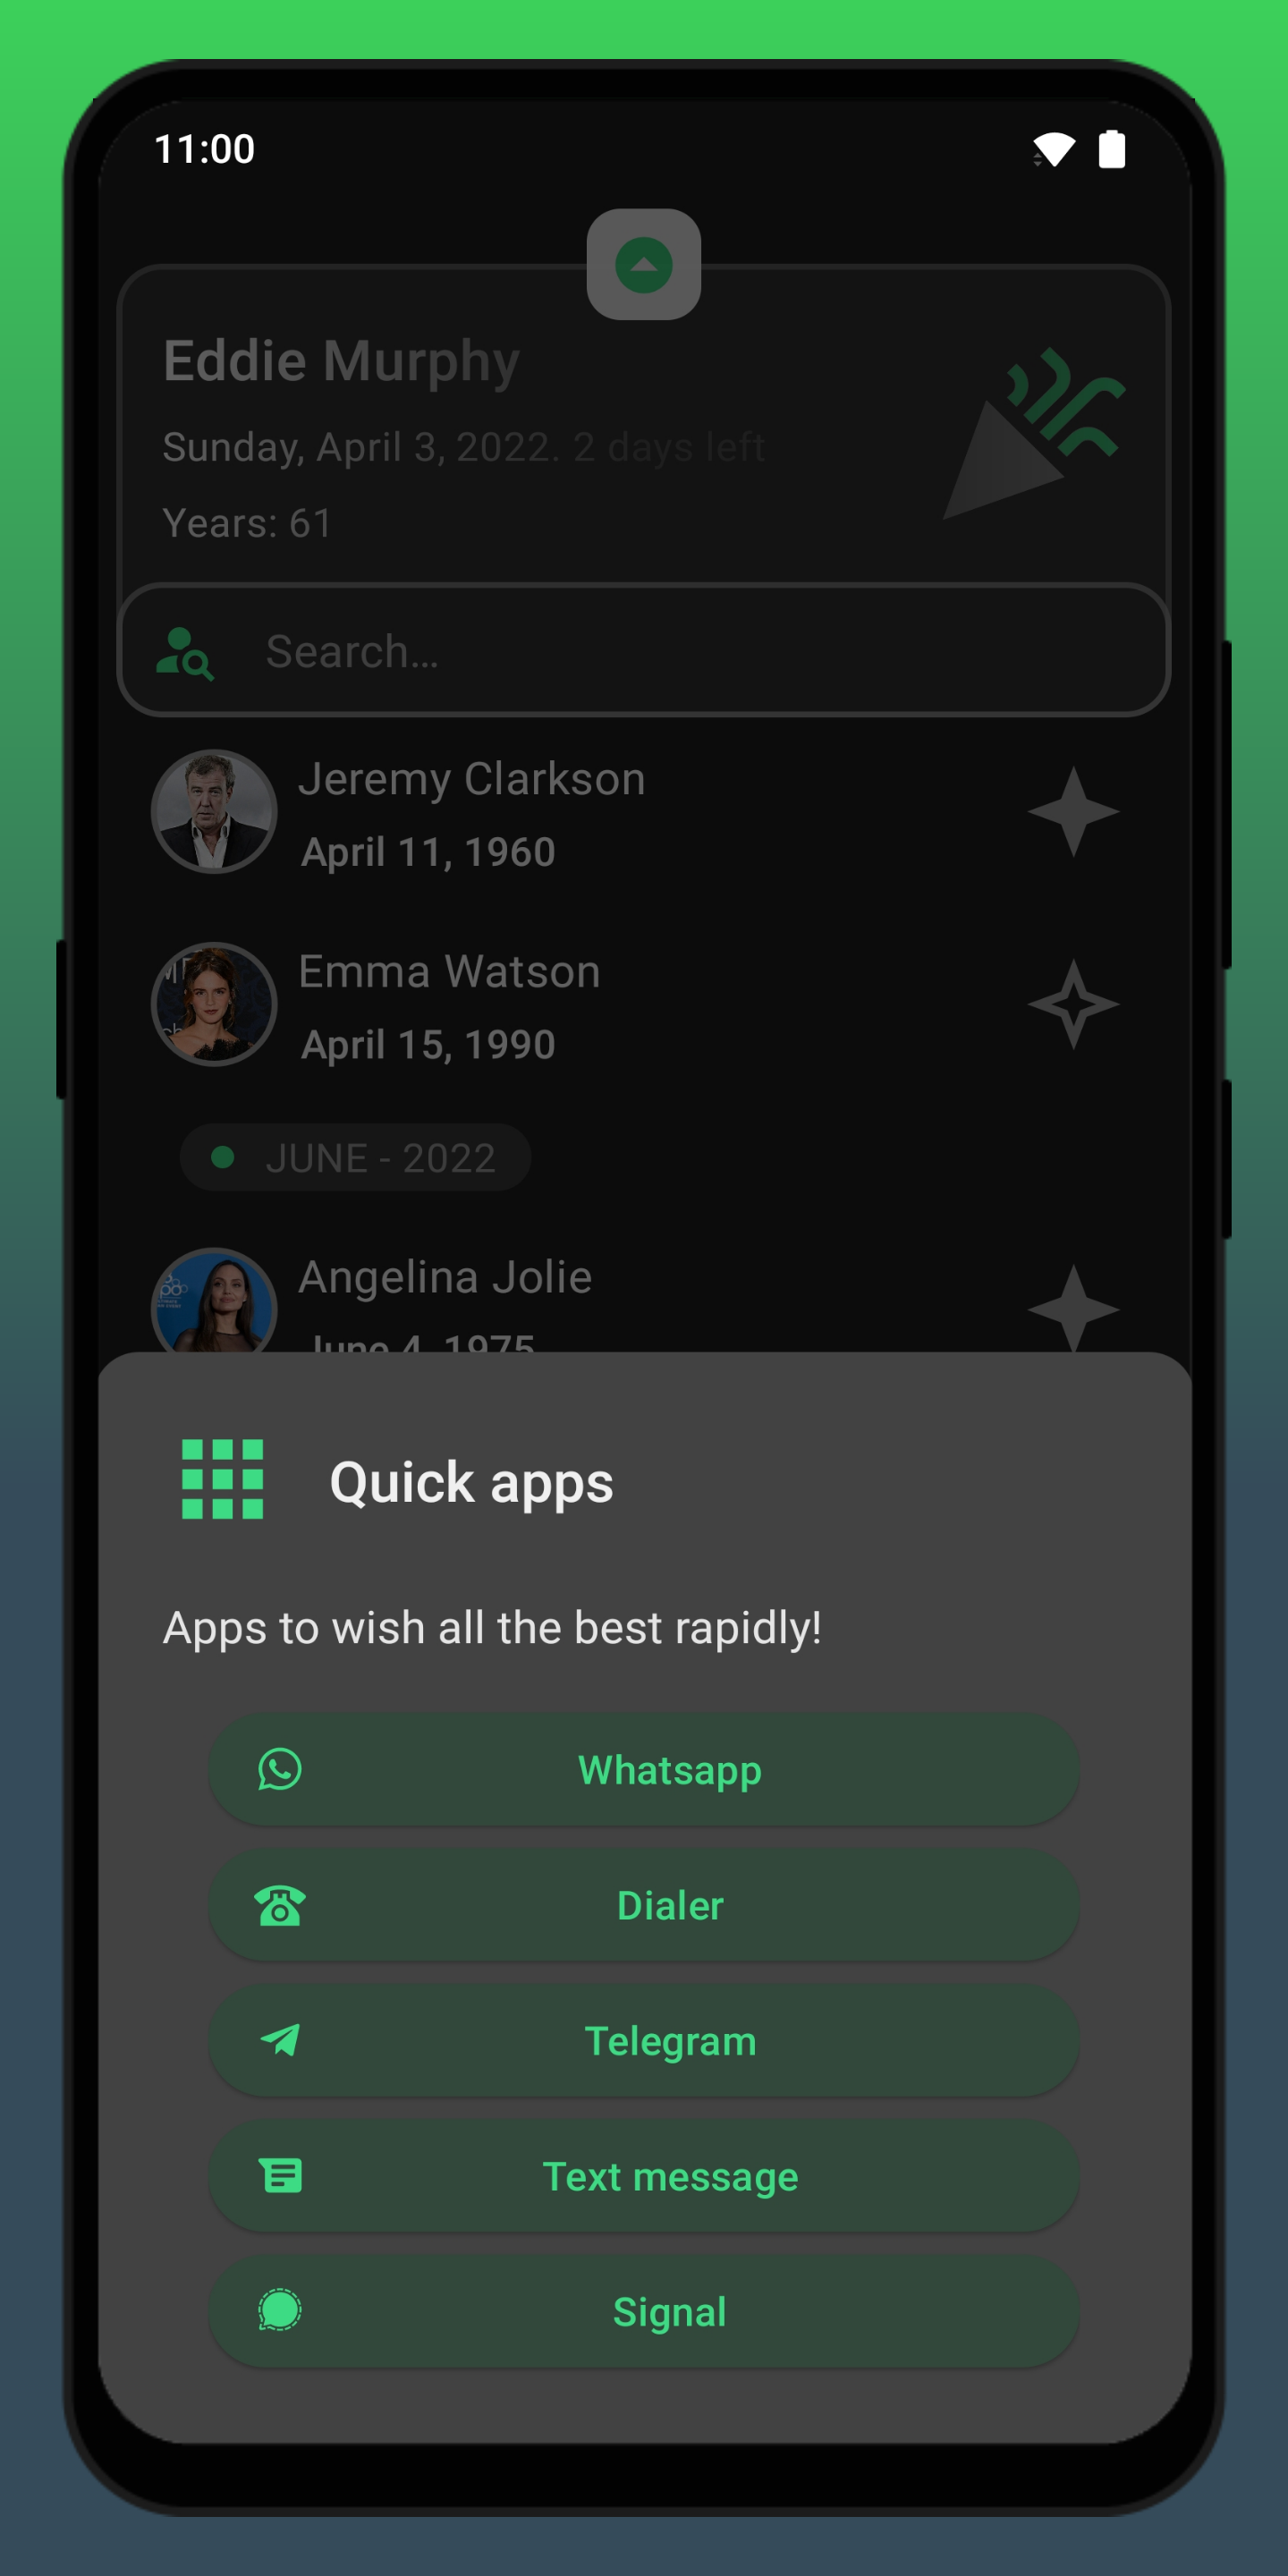 11:00
Eddie Murphy
Sunday, April 3, 2022. 2 days left
Years: 61
Search...
Jeremy Clarkson
April 11, 1960
Emma Watson
April 15, 1990
JUNE - 2022
Angelina Jolie
June 4, 1975
Quick apps
Apps to wish all the best rapidly!
Whatsapp
Dialer
Telegram
Text message
Signal